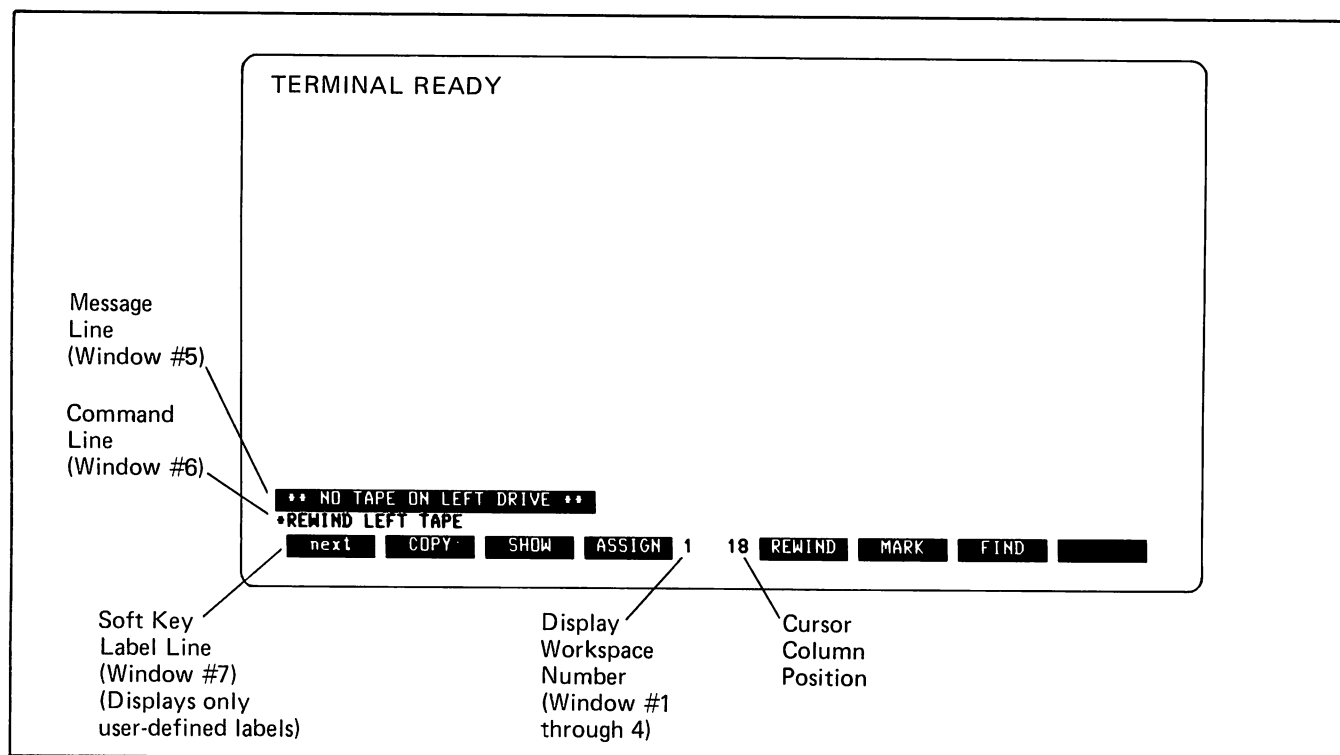 TERMINAL READY
Message
Line
(Window #5)
Command
Line
(Window #6)
** NO TAPE ON LEFT DRIVE **
*REWIND LEFT TAPE
next COPY SHOW ASSIGN 1 18 REWIND MARK FIND
Soft Key
Label Line
(Window #7)
(Displays only
user-defined labels)
Display
Workspace
Number
(Window #1
through 4)
Cursor
Column
Position